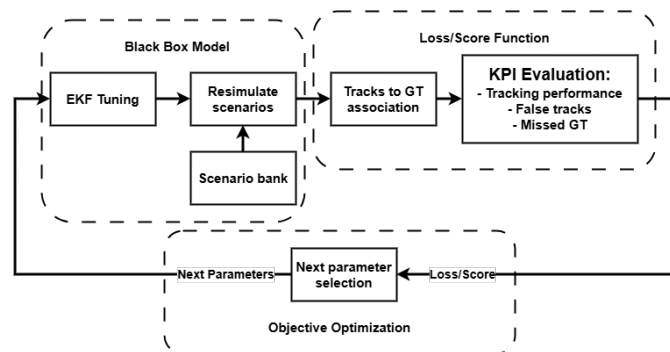 Black Box Model
Loss/Score Function
EKF Tuning
Resimulate
scenarios
Tracks to GT
association
KPI Evaluation:
- Tracking performance
- False tracks
- Missed GT
Scenario bank
Next Parameters
Next parameter
selection
Loss/Score
Objective Optimization